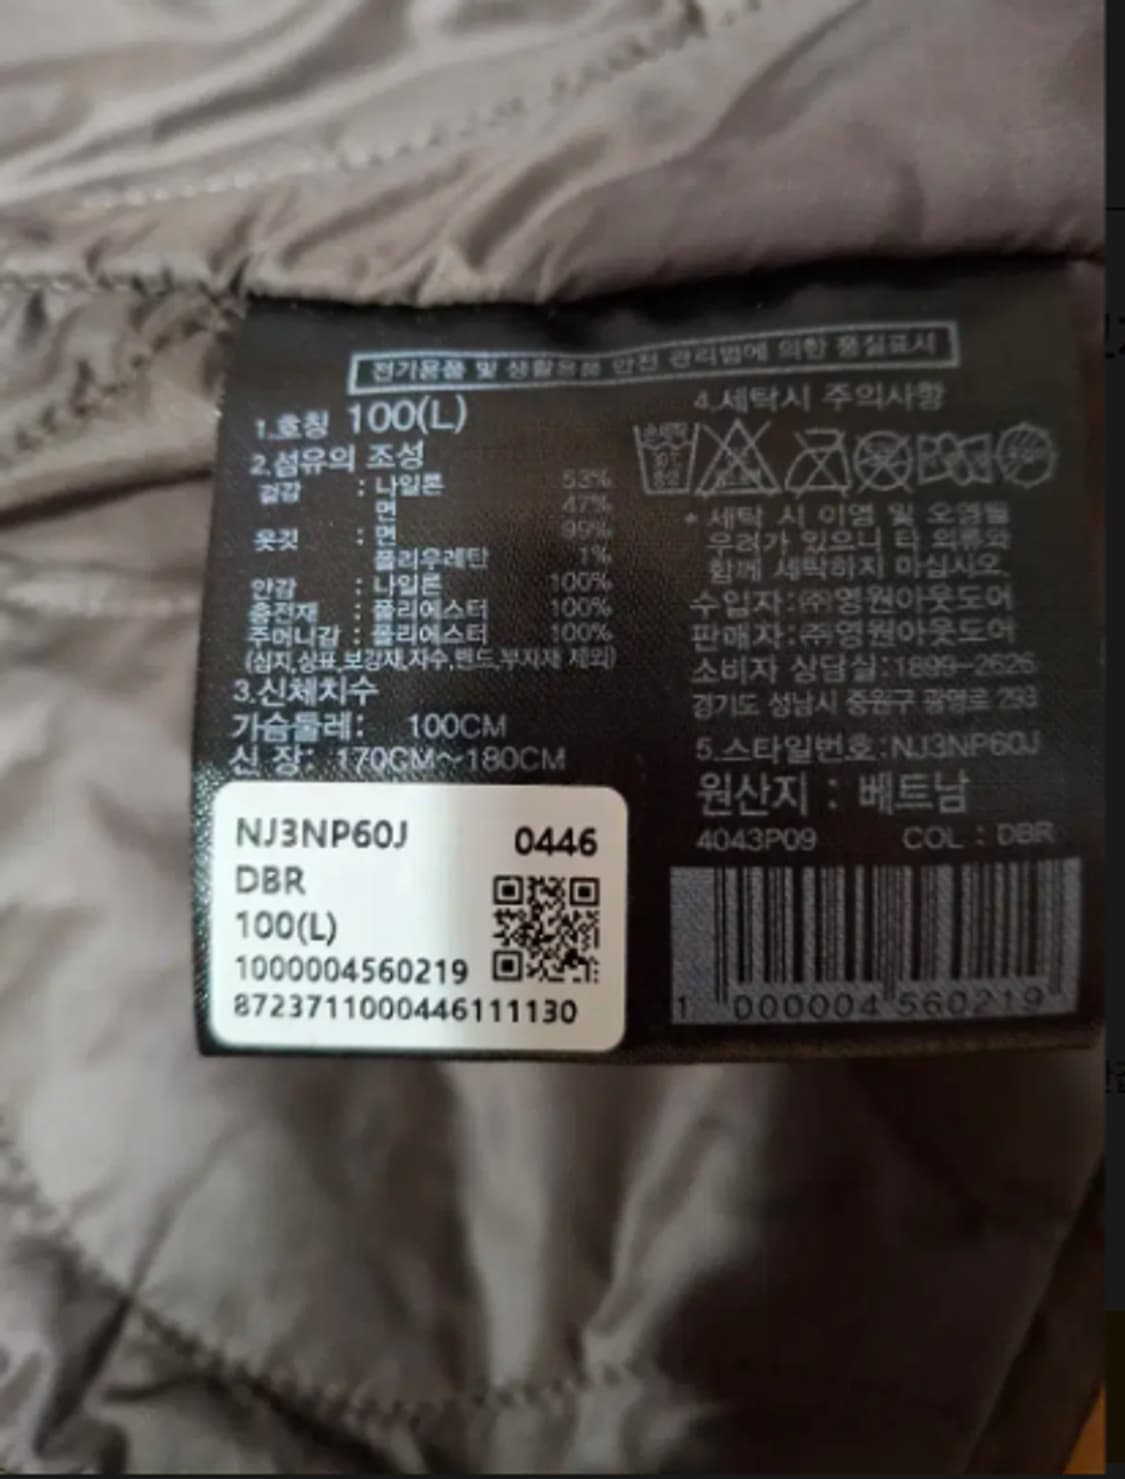 전기용품 및 생활용품 안전 관리법에 의한 품질표시
1.호칭 100(L)
2.섬유의 조성
겉감 : 나일론 53%
면 47%
옷깃 : 면 99%
폴리우레탄 1%
안감 : 나일론 100%
충전재 : 폴리에스터 100%
주머니감 : 폴리에스터 100%
(심지,상표,보강재,자수,밴드,부자재 제외)
3.신체치수
가슴둘레: 100CM
신 장: 170CM~180CM
NJ3NP60J 0446
DBR
100(L)
1000004560219
8723711000446111130
4.세탁시 주의사항
* 세탁 시 이염 및 오염될
우려가 있으니 타 의류와
함께 세탁하지 마십시오.
수입자:㈜영원아웃도어
판매자:㈜영원아웃도어
소비자 상담실:1899-2626
경기도 성남시 중원구 광명로 293
5.스타일번호:NJ3NP60J
원산지 : 베트남
4043P09 COL : DBR
1 000004 560219